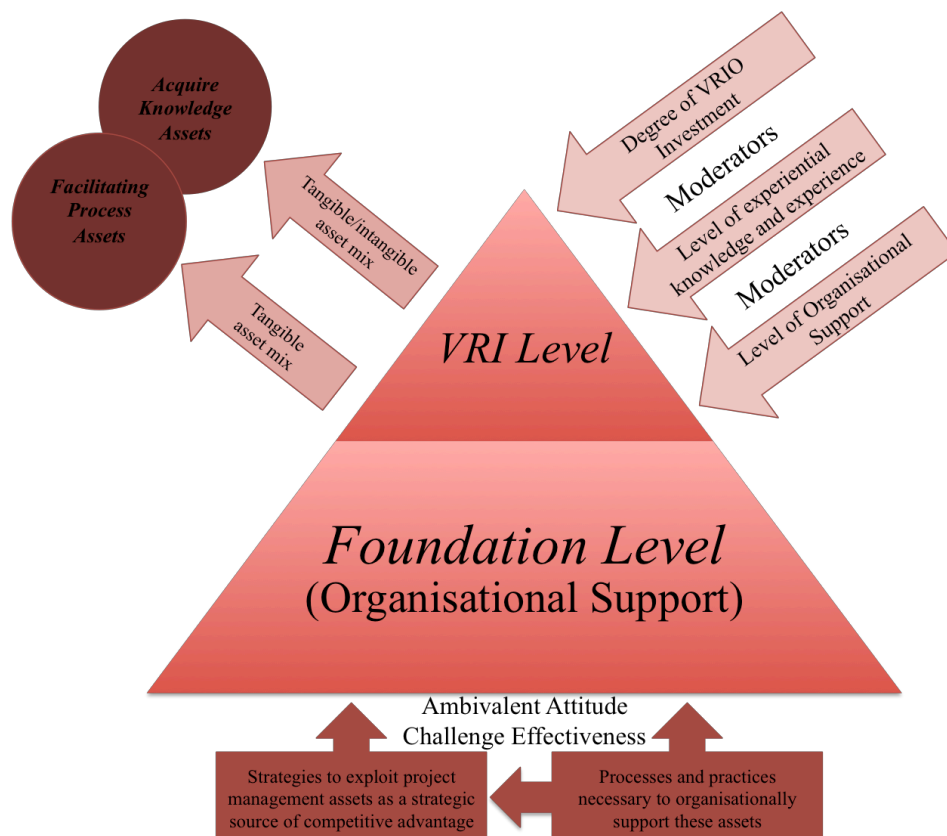 Acquire
Knowledge
Assets
Facilitating
Process
Assets
Tangible/intangible
asset mix
Tangible
asset mix
Degree of VRIO
Investment
Moderators
Level of experiential
knowledge and experience
Moderators
Level of Organisational
Support
VRI Level
Foundation Level
(Organisational Support)
Ambivalent Attitude
Challenge Effectiveness
Strategies to exploit project
management assets as a strategic
source of competitive advantage
Processes and practices
necessary to organisationally
support these assets